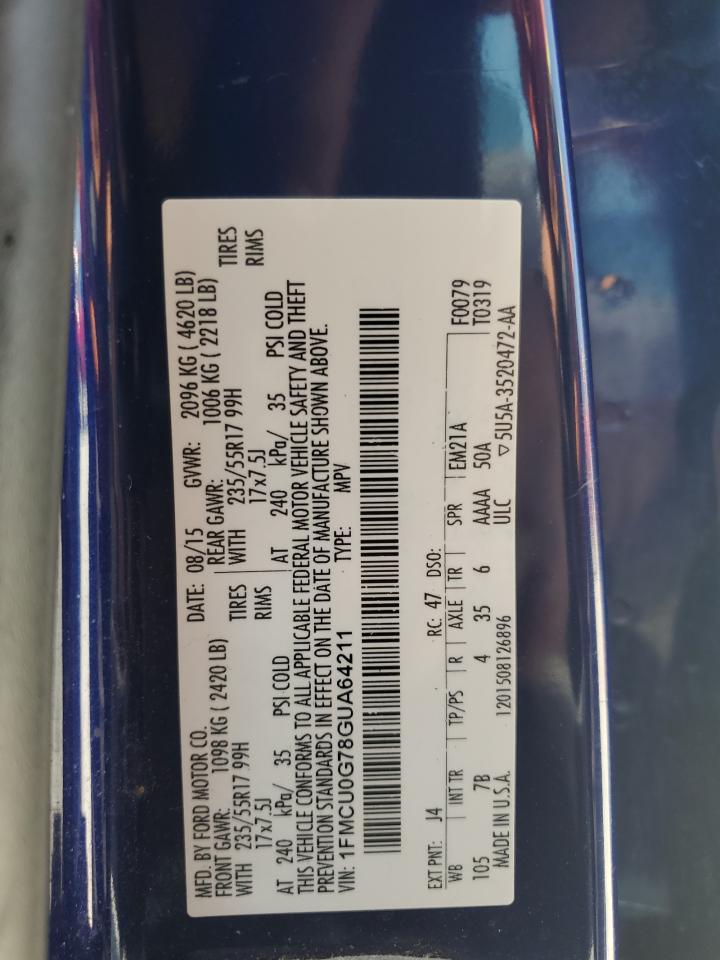 MFD. BY FORD MOTOR CO. DATE: 08/15 GVWR: 2096 KG ( 4620 LB)
FRONT GAWR: 1098 KG ( 2420 LB) REAR GAWR: 1006 KG ( 2218 LB)
WITH 235/55R17 99H TIRES WITH 235/55R17 99H TIRES
17x7.5J RIMS 17x7.5J RIMS
AT 240 kPa/ 35 PSI COLD AT 240 kPa/ 35 PSI COLD
THIS VEHICLE CONFORMS TO ALL APPLICABLE FEDERAL MOTOR VEHICLE SAFETY AND THEFT
PREVENTION STANDARDS IN EFFECT ON THE DATE OF MANUFACTURE SHOWN ABOVE.
VIN: 1FMCU0G78GUA64211 TYPE: MPV
EXT PNT: J4 RC: 47 DSO: F0079
WB INT TR TP/PS R AXLE TR SPR EM21A T0319
105 7B 4 35 6 AAAA 50A
MADE IN U.S.A. 1201508126896 ULC ▽5U5A-3520472-AA